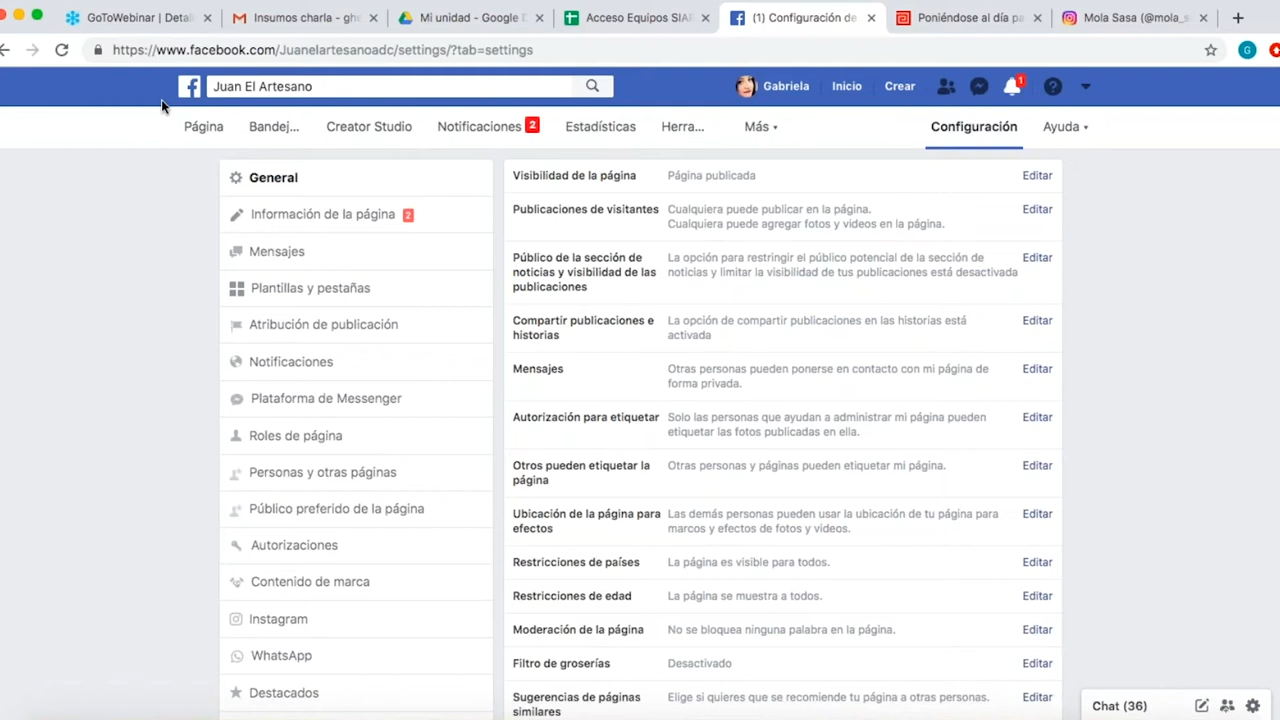 GoToWebinar | Detai
Insumos charla - gh
Mi unidad - Google D
Acceso Equipos SIA
(1) Configuración de
Poniéndose al día pa
Mola Sasa (@mola_s
https://www.facebook.com/Juanelartesanoadc/settings/?tab=settings
G
Juan El Artesano
Gabriela
Inicio
Crear
1
Página
Bandej...
Creator Studio
Notificaciones 2
Estadísticas
Herra...
Más
Configuración
Ayuda
General
Información de la página 2
Mensajes
Plantillas y pestañas
Atribución de publicación
Notificaciones
Plataforma de Messenger
Roles de página
Personas y otras páginas
Público preferido de la página
Autorizaciones
Contenido de marca
Instagram
WhatsApp
Destacados
Visibilidad de la página
Página publicada
Editar
Publicaciones de visitantes
Cualquiera puede publicar en la página.
Cualquiera puede agregar fotos y videos en la página.
Editar
Público de la sección de
noticias y visibilidad de las
publicaciones
La opción para restringir el público potencial de la sección de
noticias y limitar la visibilidad de tus publicaciones está desactivada
Editar
Compartir publicaciones e
historias
La opción de compartir publicaciones en las historias está
activada
Editar
Mensajes
Otras personas pueden ponerse en contacto con mi página de
forma privada.
Editar
Autorización para etiquetar
Solo las personas que ayudan a administrar mi página pueden
etiquetar las fotos publicadas en ella.
Editar
Otros pueden etiquetar la
página
Otras personas y páginas pueden etiquetar mi página.
Editar
Ubicación de la página para
efectos
Las demás personas pueden usar la ubicación de tu página para
marcos y efectos de fotos y videos.
Editar
Restricciones de países
La página es visible para todos.
Editar
Restricciones de edad
La página se muestra a todos.
Editar
Moderación de la página
No se bloquea ninguna palabra en la página.
Editar
Filtro de groserías
Desactivado
Editar
Sugerencias de páginas
similares
Elige si quieres que se recomiende tu página a otras personas.
Editar
Chat (36)